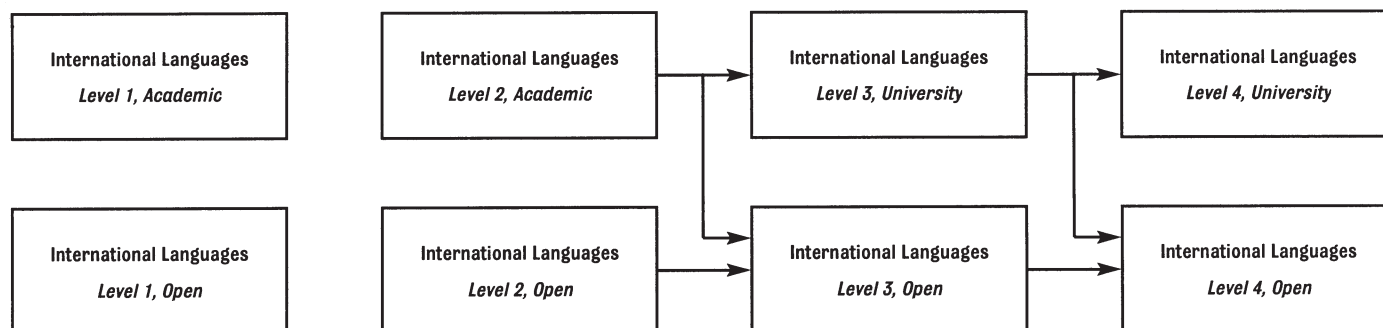 International Languages
Level 1, Academic
International Languages
Level 2, Academic
International Languages
Level 3, University
International Languages
Level 4, University
International Languages
Level 1, Open
International Languages
Level 2, Open
International Languages
Level 3, Open
International Languages
Level 4, Open